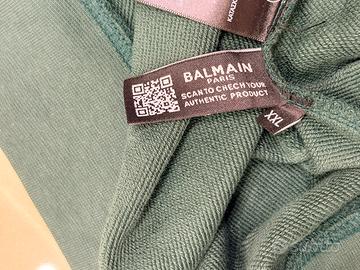 BALMAIN
PARIS
SCAN TO CHECH YOUR
AUTHENTIC PRODUCT
XXL